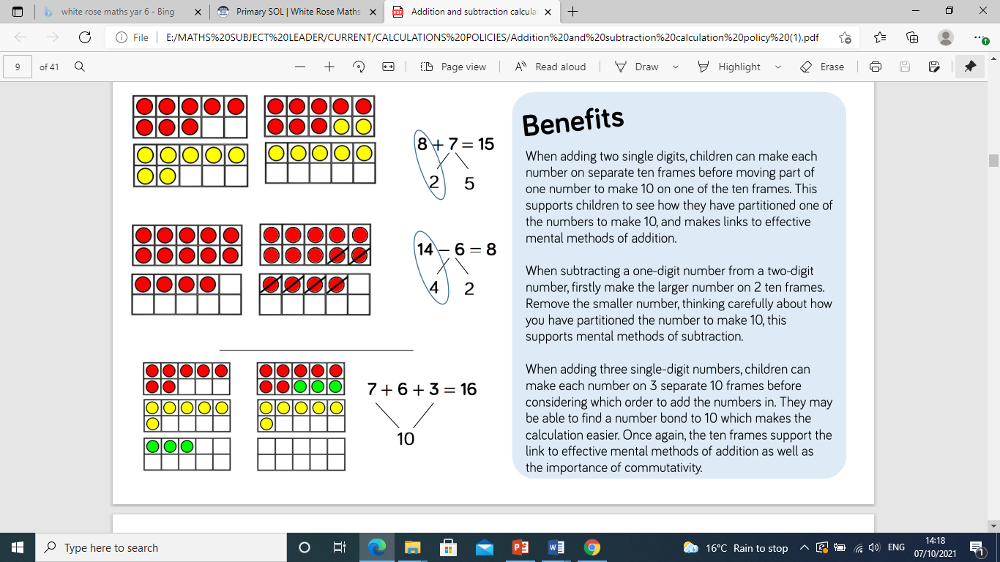 white rose maths yar 6 - Bing
Primary SOL | White Rose Maths
Addition and subtraction calcula
File
E:/MATHS%20SUBJECT%20LEADER/CURRENT/CALCULATIONS%20POLICIES/Addition%20and%20subtraction%20calculation%20policy%20(1).pdf
9 of 41
Page view
Read aloud
Draw
Highlight
Erase
8 + 7 = 15
2 5
14 – 6 = 8
4 2
7 + 6 + 3 = 16
10
Benefits
When adding two single digits, children can make each
number on separate ten frames before moving part of
one number to make 10 on one of the ten frames. This
supports children to see how they have partitioned one of
the numbers to make 10, and makes links to effective
mental methods of addition.
When subtracting a one-digit number from a two-digit
number, firstly make the larger number on 2 ten frames.
Remove the smaller number, thinking carefully about how
you have partitioned the number to make 10, this
supports mental methods of subtraction.
When adding three single-digit numbers, children can
make each number on 3 separate 10 frames before
considering which order to add the numbers in. They may
be able to find a number bond to 10 which makes the
calculation easier. Once again, the ten frames support the
link to effective mental methods of addition as well as
the importance of commutativity.
Type here to search
16°C Rain to stop
ENG
14:18
07/10/2021
1